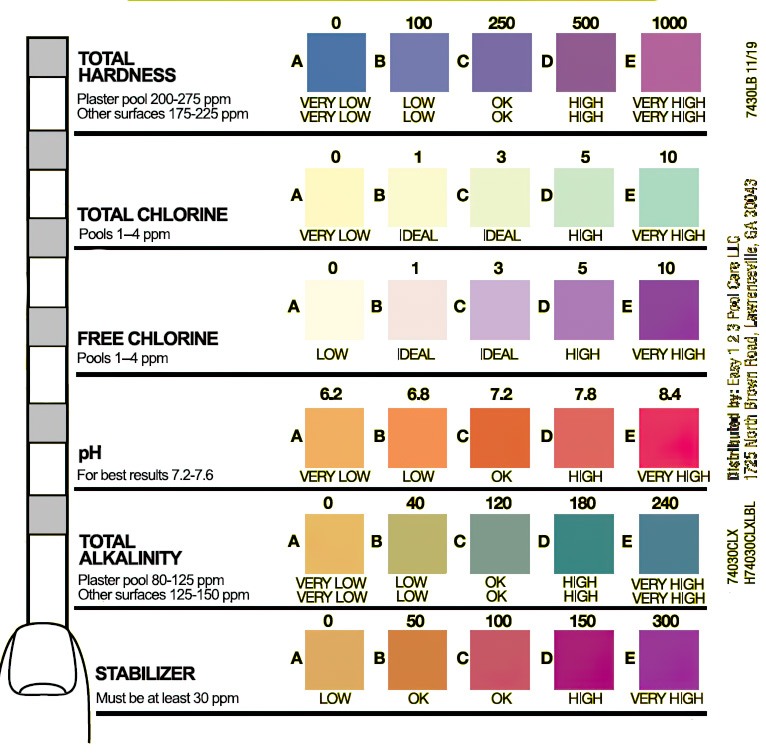 0 100 250 500 1000
TOTAL
HARDNESS
A B C D E
Plaster pool 200-275 ppm
Other surfaces 175-225 ppm
VERY LOW LOW OK HIGH VERY HIGH
VERY LOW LOW OK HIGH VERY HIGH
0 1 3 5 10
A B C D E
TOTAL CHLORINE
Pools 1–4 ppm
VERY LOW IDEAL IDEAL HIGH VERY HIGH
0 1 3 5 10
A B C D E
FREE CHLORINE
Pools 1–4 ppm
LOW IDEAL IDEAL HIGH VERY HIGH
6.2 6.8 7.2 7.8 8.4
A B C D E
pH
For best results 7.2-7.6
VERY LOW LOW OK HIGH VERY HIGH
0 40 120 180 240
TOTAL
ALKALINITY
A B C D E
Plaster pool 80-125 ppm
Other surfaces 125-150 ppm
VERY LOW LOW OK HIGH VERY HIGH
VERY LOW LOW OK HIGH VERY HIGH
0 50 100 150 300
A B C D E
STABILIZER
Must be at least 30 ppm
LOW OK OK HIGH VERY HIGH
7430LB 11/19
Distributed by: Easy 1 2 3 Pool Care LLC
1725 North Brown Road, Lawrenceville, GA 30043
74030CLX
H74030CLXLBL